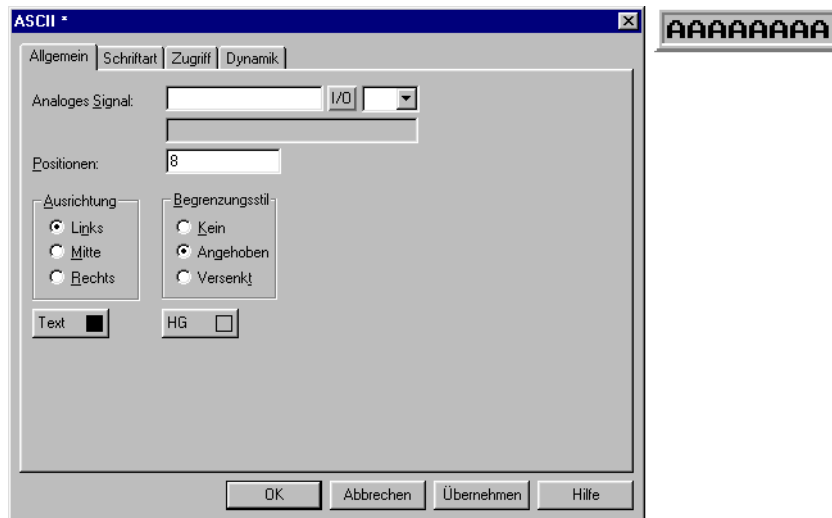 ASCII *
AAAAAAAA
Allgemein Schriftart Zugriff Dynamik
Analoges Signal: I/O
Positionen: 8
Ausrichtung
Links
Mitte
Rechts
Begrenzungsstil
Kein
Angehoben
Versenkt
Text HG
OK Abbrechen Übernehmen Hilfe